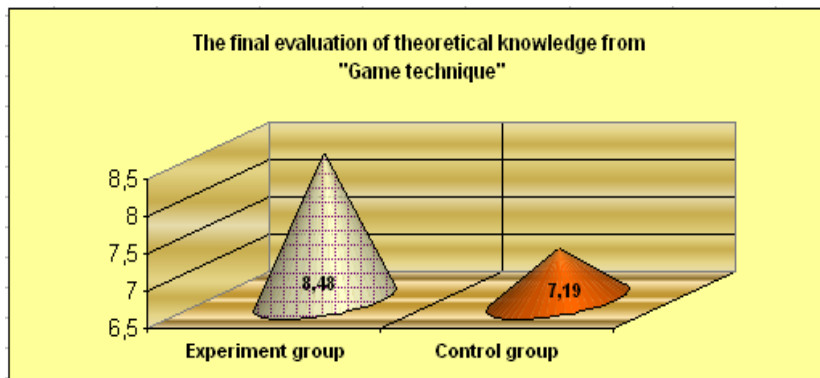 The final evaluation of theoretical knowledge from
"Game technique"
8,5
8
7,5
7
6,5
8,48
7,19
Experiment group
Control group